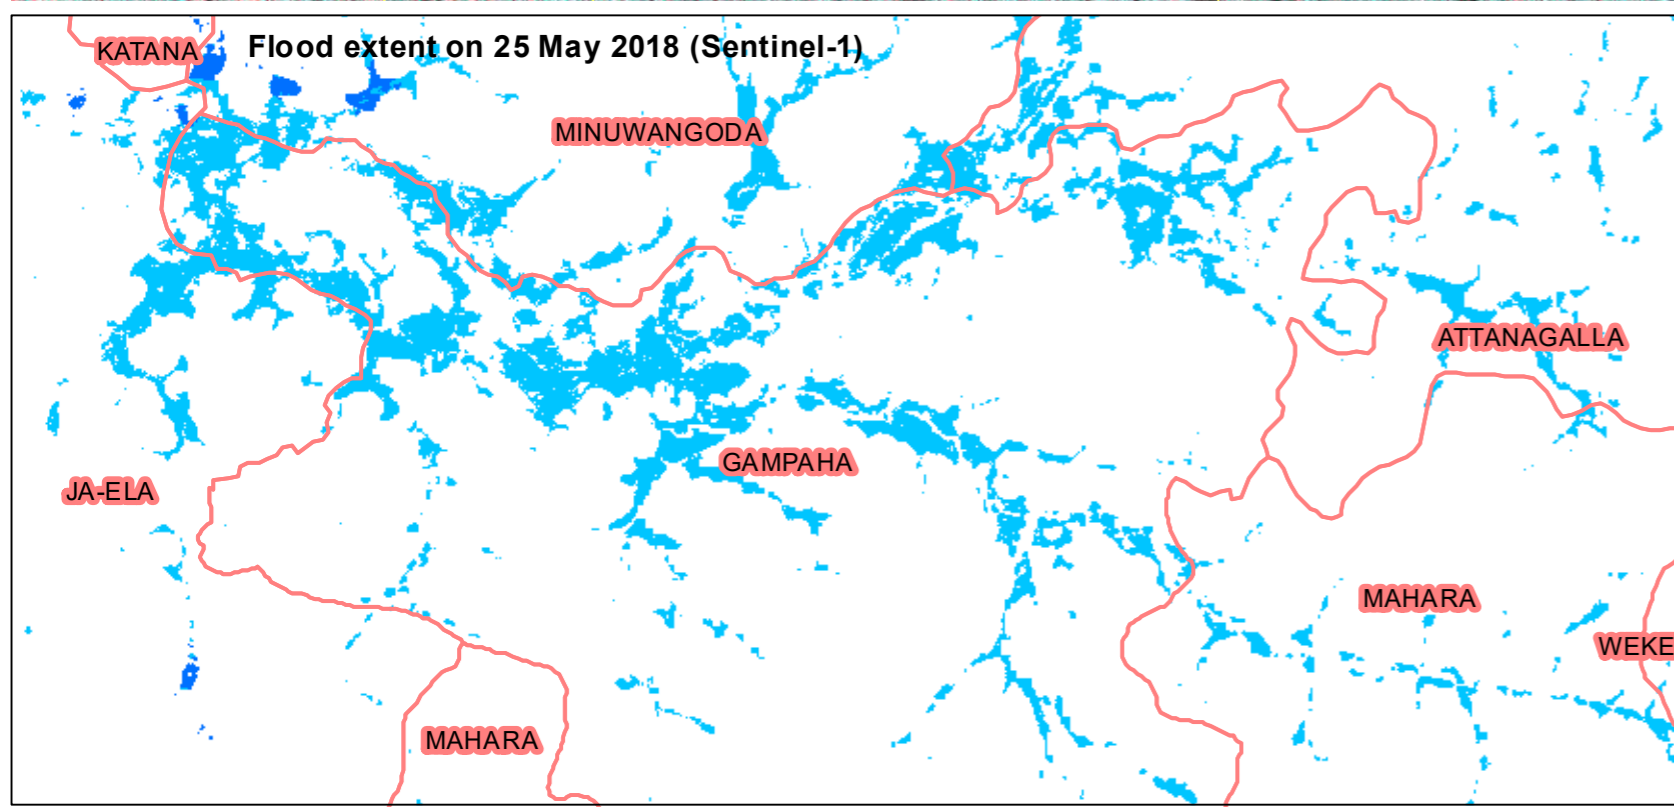 KATANA
Flood extent on 25 May 2018 (Sentinel-1)
MINUWANGODA
ATTANAGALLA
GAMPAHA
JA-ELA
MAHARA
WEKE
MAHARA